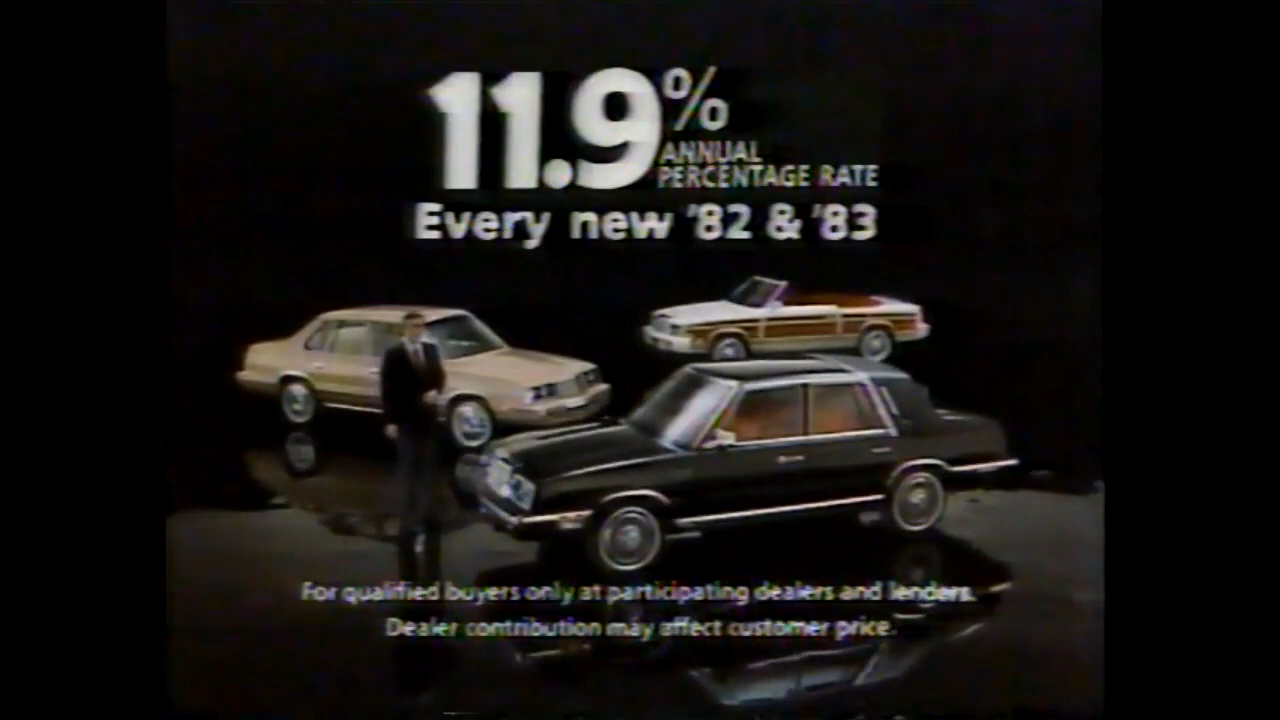 11.9%
ANNUAL
PERCENTAGE RATE
Every new '82 & '83
For qualified buyers only at participating dealers and lenders.
Dealer contribution may affect customer price.